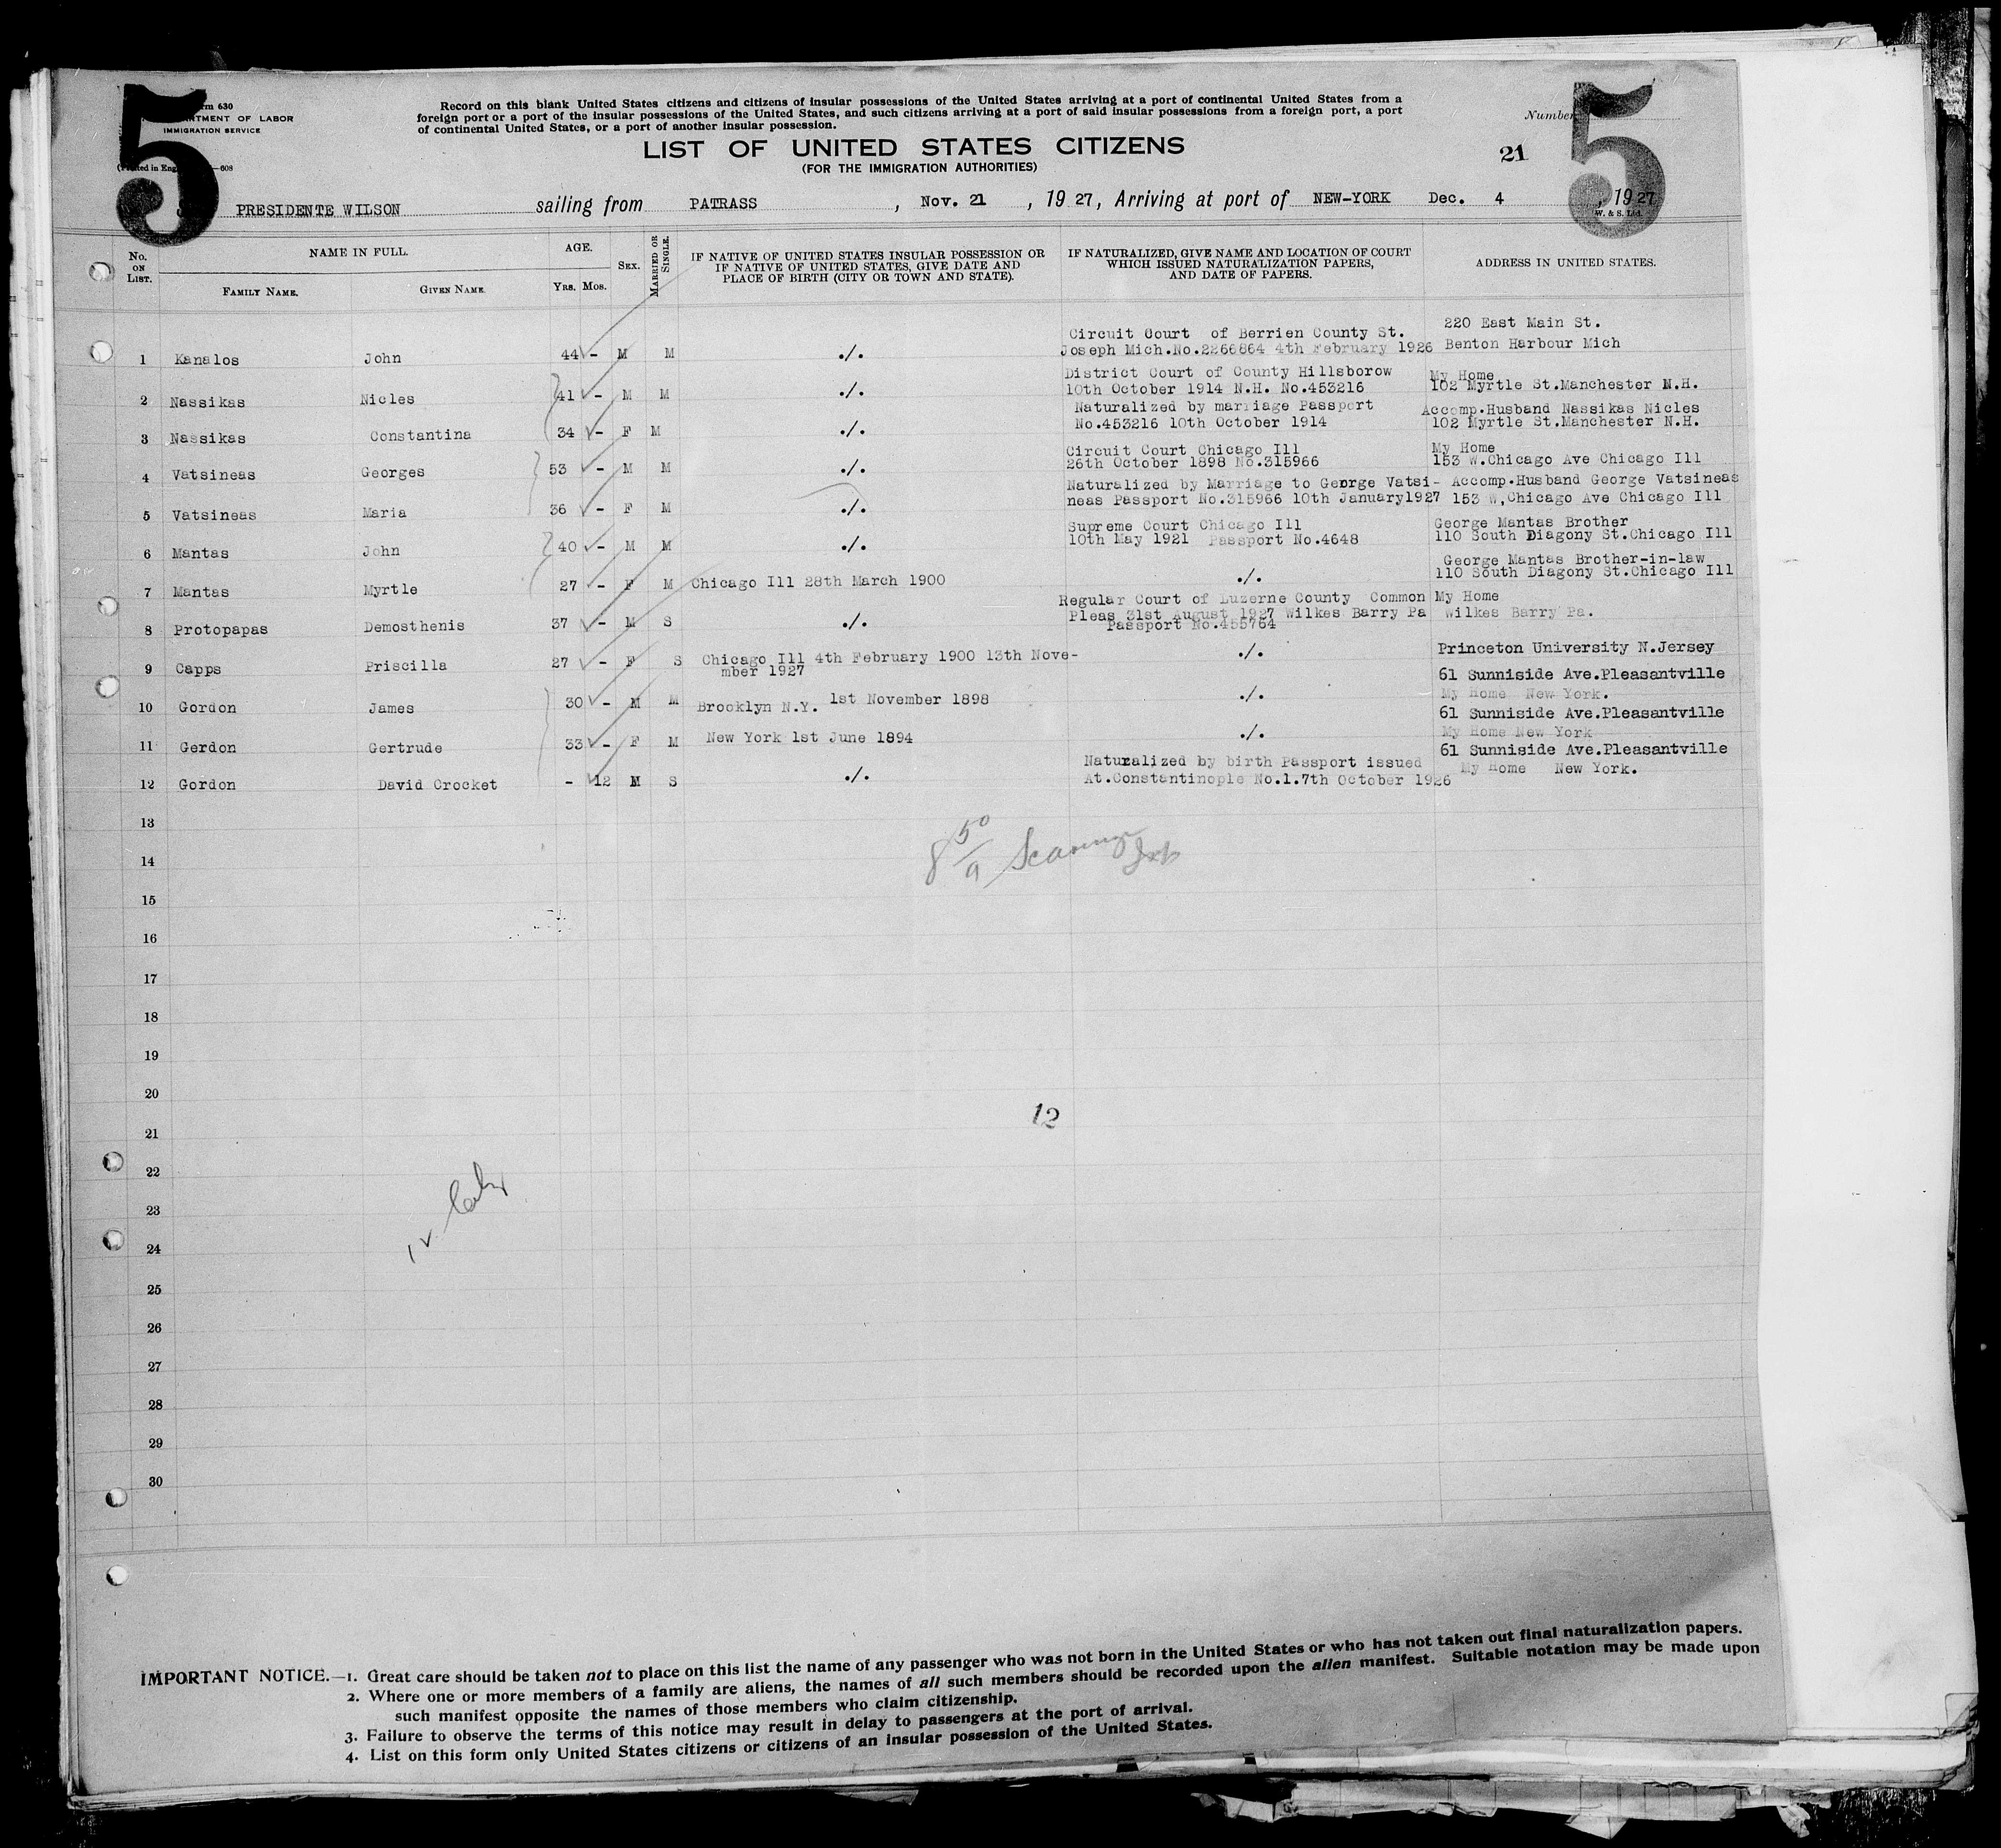 5
rm 630
TMENT OF LABOR
IMMIGRATION SERVICE
ted in Eng —608
Record on this blank United States citizens and citizens of insular possessions of the United States arriving at a port of continental United States from a
foreign port or a port of the insular possessions of the United States, and such citizens arriving at a port of said insular possessions from a foreign port, a port
of continental United States, or a port of another insular possession.
Number
5
LIST OF UNITED STATES CITIZENS
21
(FOR THE IMMIGRATION AUTHORITIES)
PRESIDENTE WILSON sailing from PATRASS , Nov. 21 , 19 27, Arriving at port of NEW-YORK Dec. 4 , 1927
W. & S. Ltd.
No. ON LIST.
NAME IN FULL.
FAMILY NAME.
GIVEN NAME.
AGE.
YRS. MOS.
SEX.
MARRIED OR SINGLE.
IF NATIVE OF UNITED STATES INSULAR POSSESSION OR
IF NATIVE OF UNITED STATES, GIVE DATE AND
PLACE OF BIRTH (CITY OR TOWN AND STATE).
IF NATURALIZED, GIVE NAME AND LOCATION OF COURT
WHICH ISSUED NATURALIZATION PAPERS,
AND DATE OF PAPERS.
ADDRESS IN UNITED STATES.
1 Kanalos John 44 - M M ./.
Circuit Court of Berrien County St.
Joseph Mich.No.2266864 4th February 1926
220 East Main St.
Benton Harbour Mich
2 Nassikas Nicles 41 - M M ./.
District Court of County Hillsborow
10th October 1914 N.H. No.453216
My Home
102 Myrtle St.Manchester N.H.
3 Nassikas Constantina 34 - F M ./.
Naturalized by marriage Passport
No.453216 10th October 1914
Accomp.Husband Nassikas Nicles
102 Myrtle St.Manchester N.H.
4 Vatsineas Georges 53 - M M ./.
Circuit Court Chicago Ill
26th October 1898 No.315966
My Home
153 W.Chicago Ave Chicago Ill
5 Vatsineas Maria 36 - F M ./.
Naturalized by Marriage to George Vatsi-
neas Passport No.315966 10th January1927
Accomp.Husband George Vatsineas
153 W,Chicago Ave Chicago Ill
6 Mantas John 40 - M M ./.
Supreme Court Chicago Ill
10th May 1921 Passport No.4648
George Mantas Brother
110 South Diagony St.Chicago Ill
7 Mantas Myrtle 27 - F M Chicago Ill 28th March 1900 ./.
George Mantas Brother-in-law
110 South Diagony St.Chicago Ill
8 Protopapas Demosthenis 37 - M S ./.
Regular Court of Luzerne County Common
Pleas 31st August 1927 Wilkes Barry Pa
Passport No.455764
My Home
Wilkes Barry Pa.
9 Capps Priscilla 27 - F S Chicago Ill 4th February 1900 13th Nove-
mber 1927
./.
Princeton University N.Jersey
10 Gordon James 30 - M M Brooklyn N.Y. 1st November 1898 ./.
61 Sunniside Ave.Pleasantville
My Home New York.
11 Gerdon Gertrude 33 - F M New York 1st June 1894 ./.
61 Sunniside Ave.Pleasantville
My Home New York
12 Gordon David Crocket - 12 M S ./.
Naturalized by birth Passport issued
At.Constantinople No.1.7th October 1926
61 Sunniside Ave.Pleasantville
My Home New York.
13
14
15
16
17
18
19
20
12
21
22
23
24
25
26
27
28
29
30
IMPORTANT NOTICE.—1. Great care should be taken not to place on this list the name of any passenger who was not born in the United States or who has not taken out final naturalization papers.
2. Where one or more members of a family are aliens, the names of all such members should be recorded upon the alien manifest. Suitable notation may be made upon
such manifest opposite the names of those members who claim citizenship.
3. Failure to observe the terms of this notice may result in delay to passengers at the port of arrival.
4. List on this form only United States citizens or citizens of an insular possession of the United States.